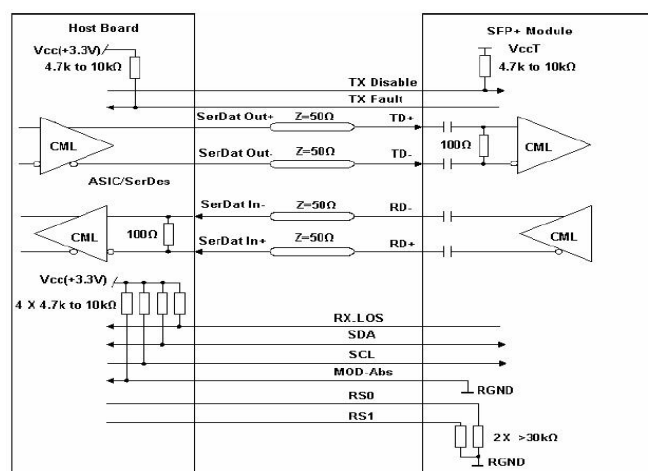 Host Board
SFP+ Module
Vcc(+3.3V)
4.7k to 10kΩ
VccT
4.7k to 10kΩ
TX Disable
TX Fault
SerDat Out+
Z=50Ω
TD+
CML
100Ω
CML
SerDat Out-
Z=50Ω
TD-
ASIC/SerDes
SerDat In-
Z=50Ω
RD-
CML
100Ω
CML
SerDat In+
Z=50Ω
RD+
Vcc(+3.3V)
4 X 4.7k to 10kΩ
RX-LOS
SDA
SCL
MOD-Abs
RGND
RS0
RS1
2 X >30kΩ
RGND